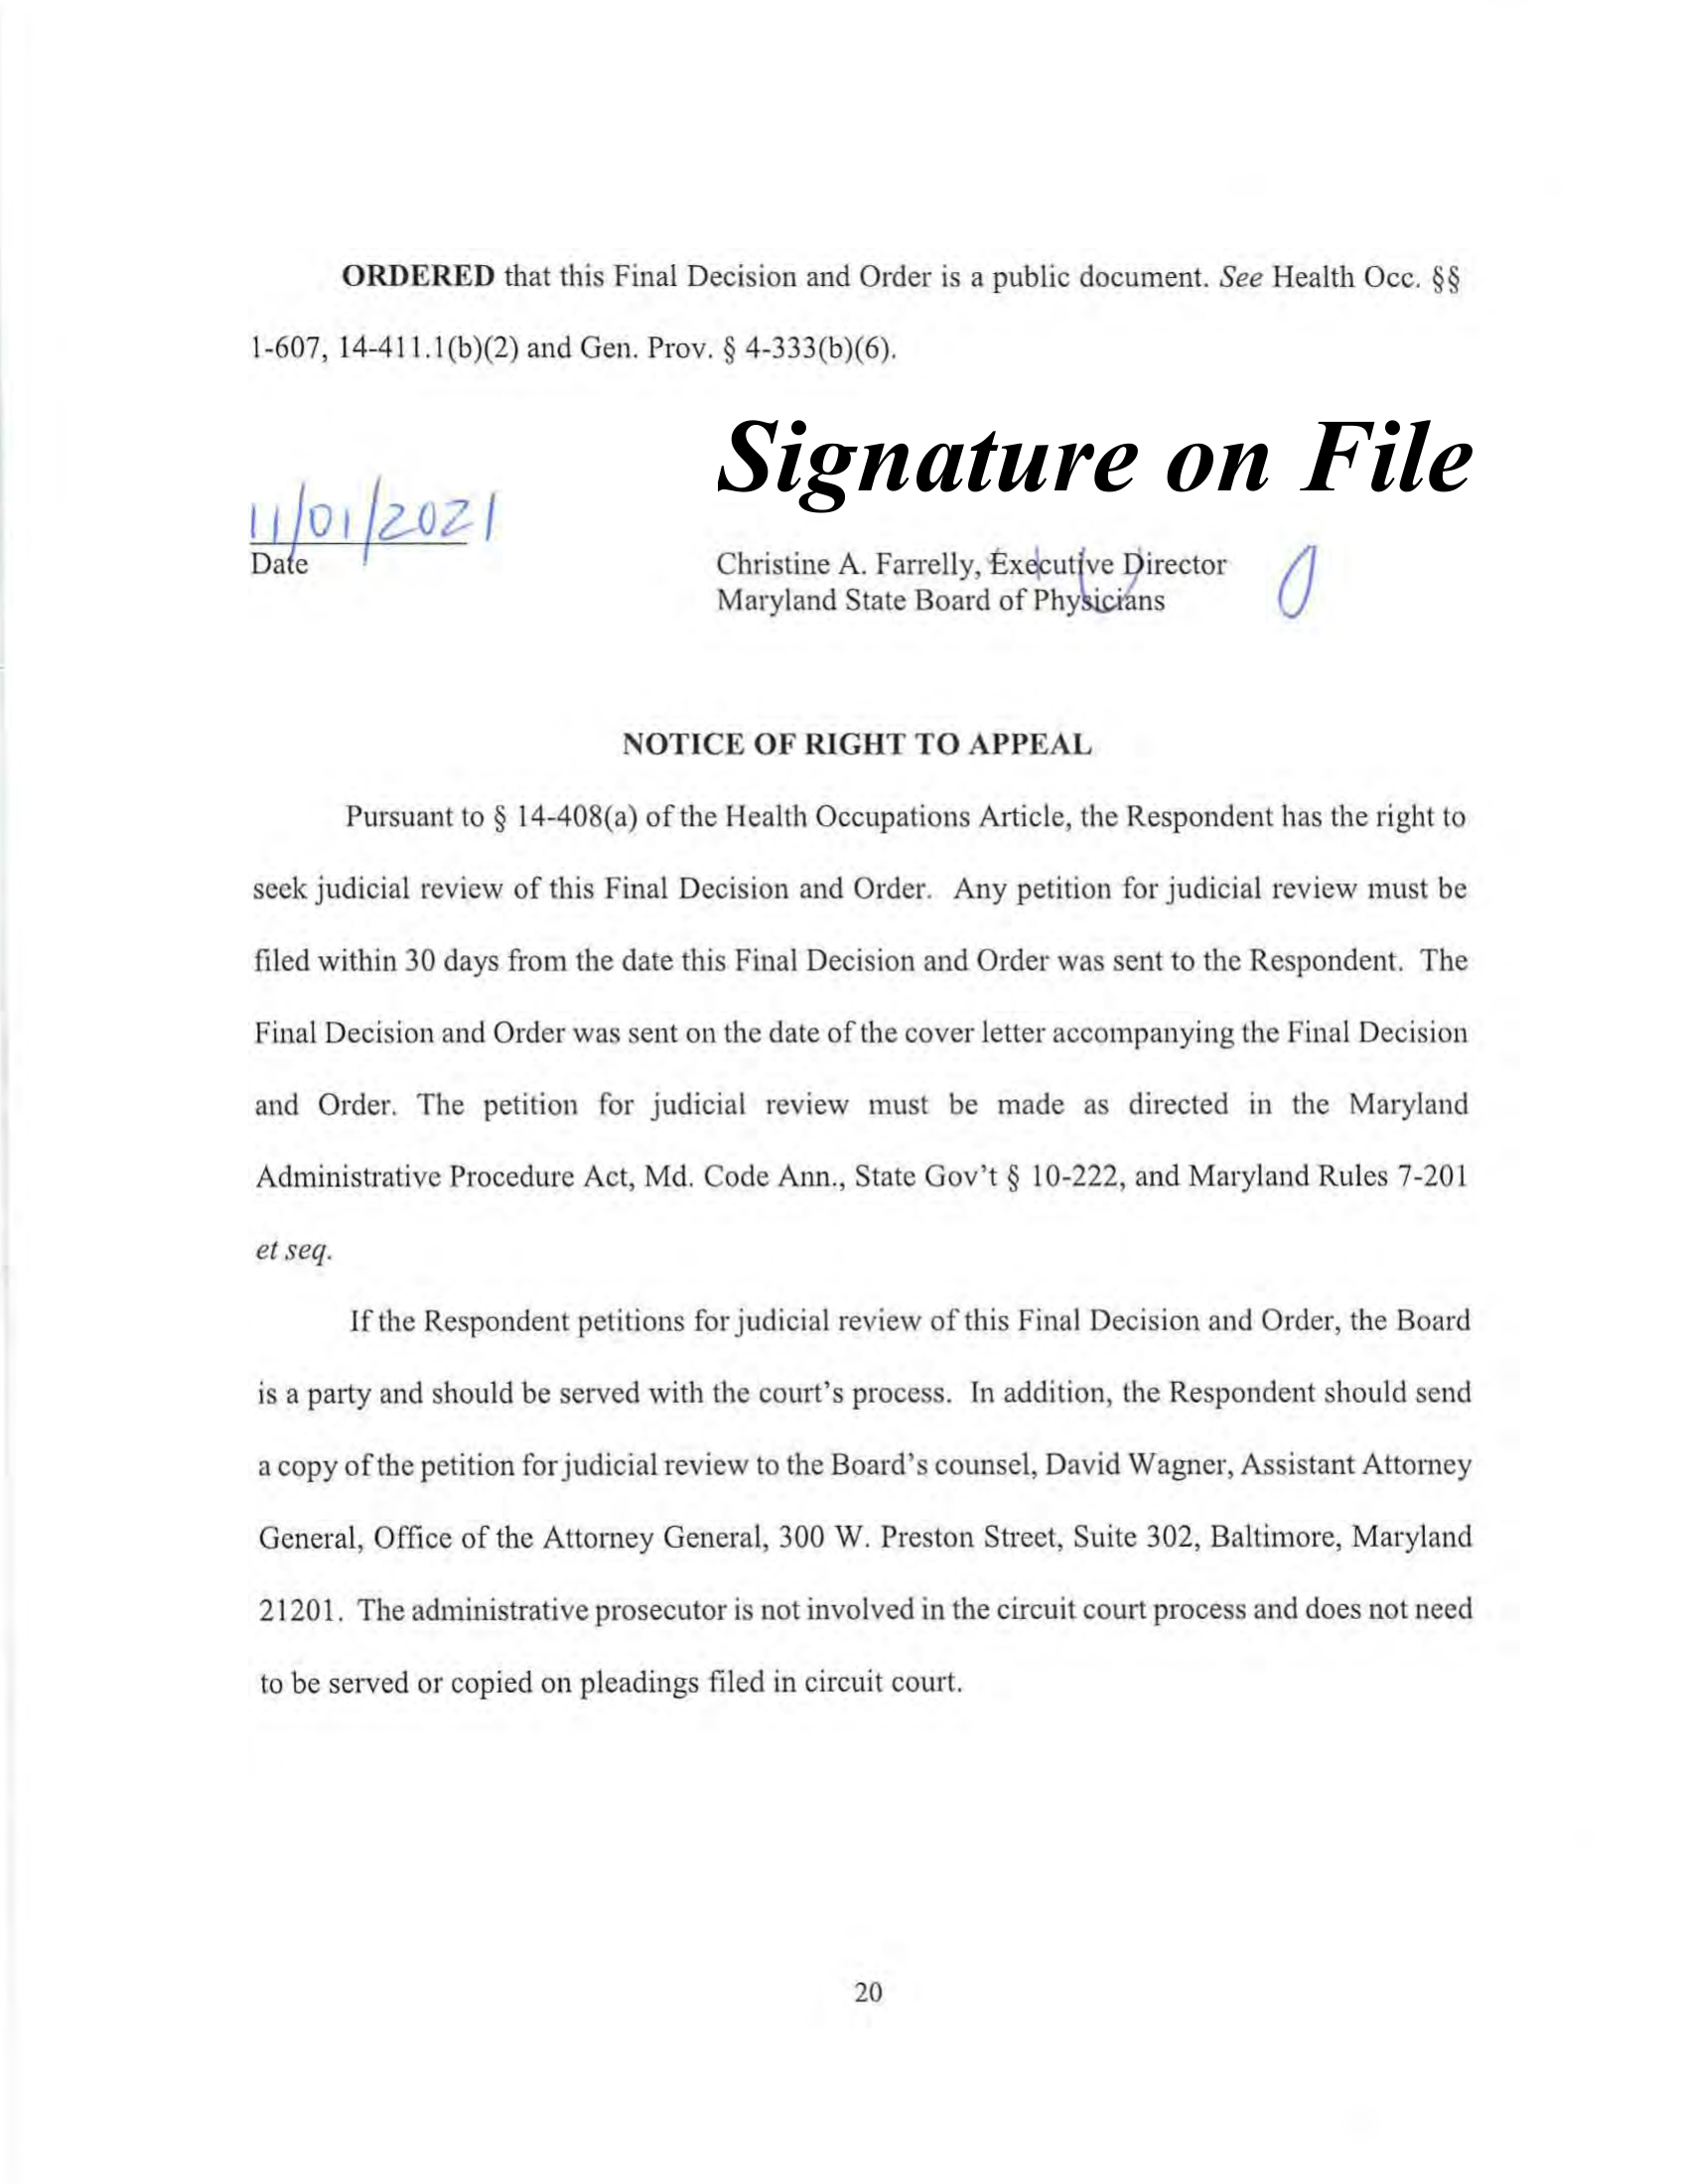 ORDERED that this Final Decision and Order is a public document. See Health Occ. §§
1-607, 14-411.1(b)(2) and Gen. Prov. § 4-333(b)(6).
Signature on File
11/01/2021
Date
Christine A. Farrelly, Executive Director
Maryland State Board of Physicians
NOTICE OF RIGHT TO APPEAL
Pursuant to § 14-408(a) of the Health Occupations Article, the Respondent has the right to
seek judicial review of this Final Decision and Order. Any petition for judicial review must be
filed within 30 days from the date this Final Decision and Order was sent to the Respondent. The
Final Decision and Order was sent on the date of the cover letter accompanying the Final Decision
and Order. The petition for judicial review must be made as directed in the Maryland
Administrative Procedure Act, Md. Code Ann., State Gov't § 10-222, and Maryland Rules 7-201
et seq.
If the Respondent petitions for judicial review of this Final Decision and Order, the Board
is a party and should be served with the court's process. In addition, the Respondent should send
a copy of the petition for judicial review to the Board's counsel, David Wagner, Assistant Attorney
General, Office of the Attorney General, 300 W. Preston Street, Suite 302, Baltimore, Maryland
21201. The administrative prosecutor is not involved in the circuit court process and does not need
to be served or copied on pleadings filed in circuit court.
20